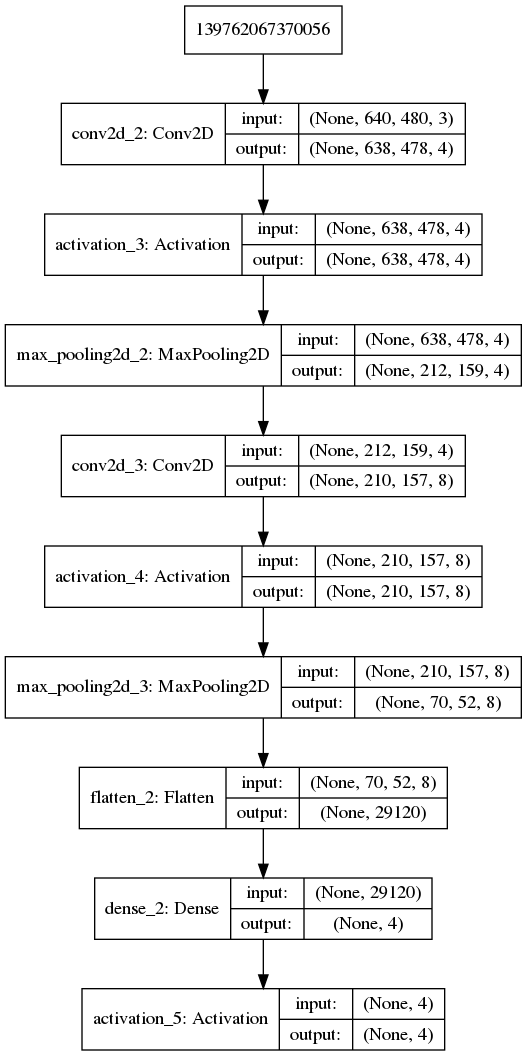 139762067370056
conv2d_2: Conv2D
input: (None, 640, 480, 3)
output: (None, 638, 478, 4)
activation_3: Activation
input: (None, 638, 478, 4)
output: (None, 638, 478, 4)
max_pooling2d_2: MaxPooling2D
input: (None, 638, 478, 4)
output: (None, 212, 159, 4)
conv2d_3: Conv2D
input: (None, 212, 159, 4)
output: (None, 210, 157, 8)
activation_4: Activation
input: (None, 210, 157, 8)
output: (None, 210, 157, 8)
max_pooling2d_3: MaxPooling2D
input: (None, 210, 157, 8)
output: (None, 70, 52, 8)
flatten_2: Flatten
input: (None, 70, 52, 8)
output: (None, 29120)
dense_2: Dense
input: (None, 29120)
output: (None, 4)
activation_5: Activation
input: (None, 4)
output: (None, 4)